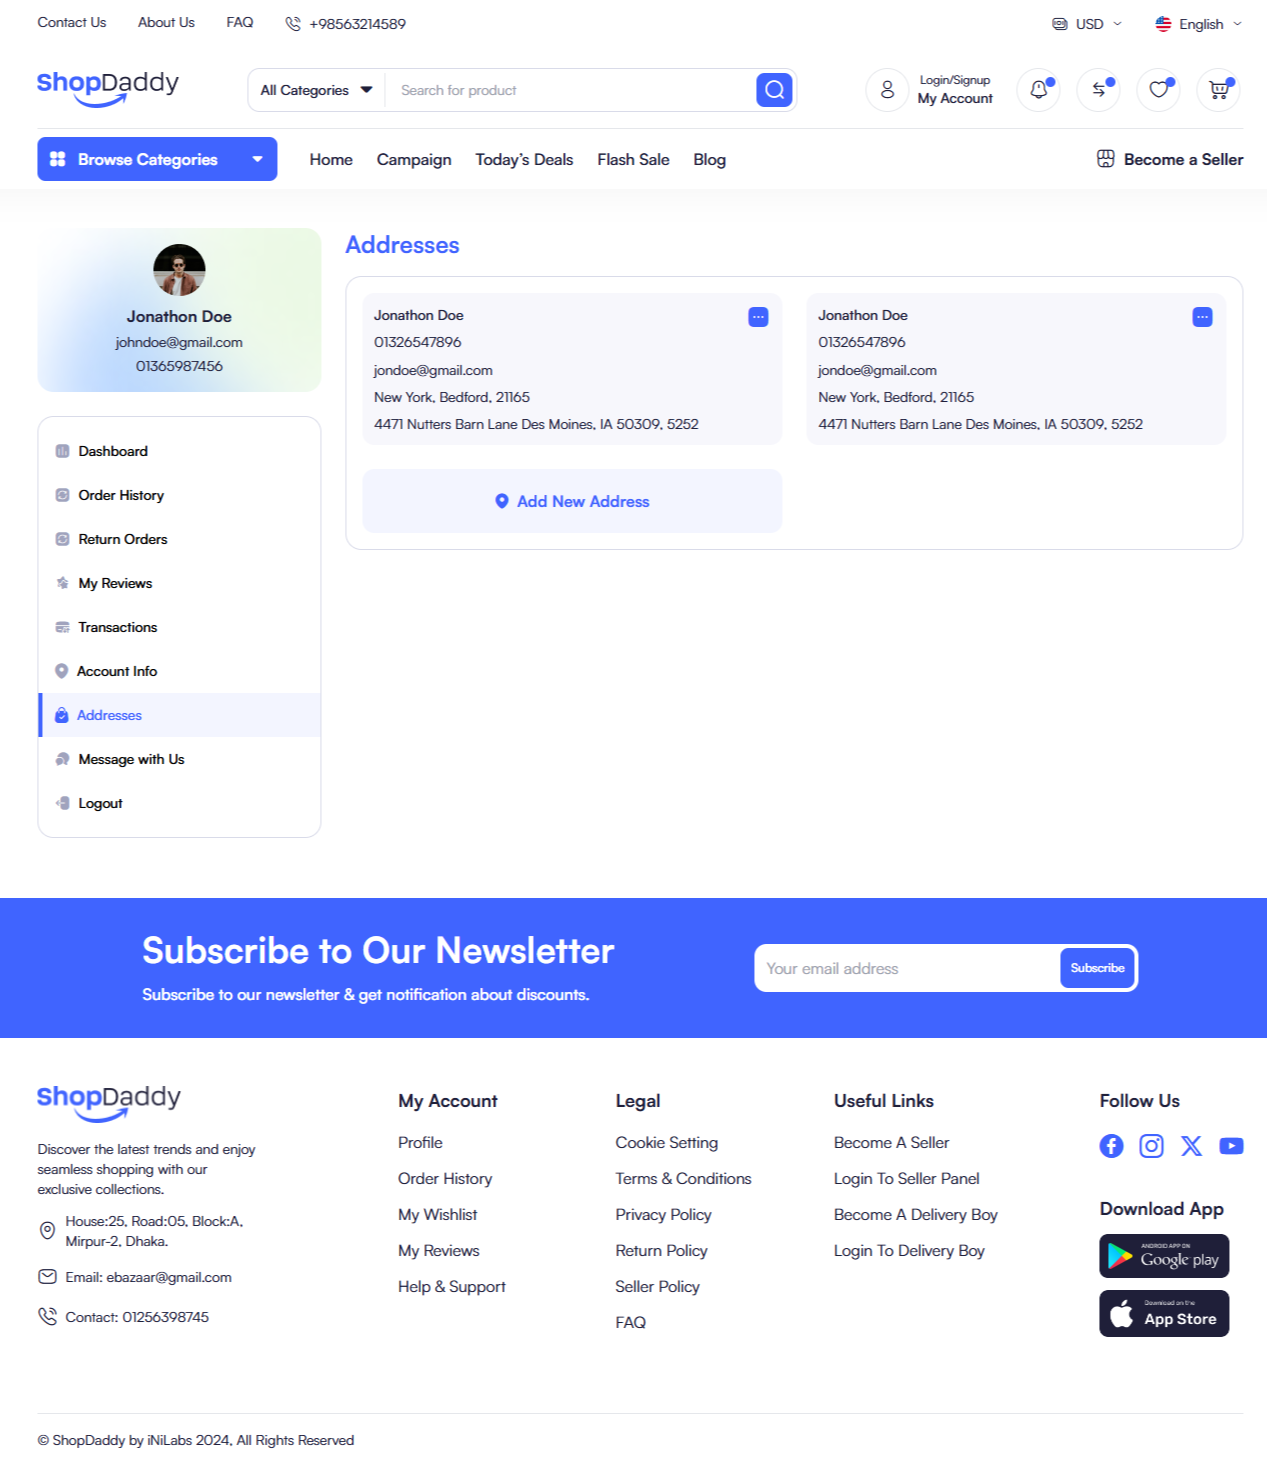 Contact Us
About Us
FAQ
+98563214589
USD
English
ShopDaddy
All Categories
Search for product
Login/Signup
My Account
Browse Categories
Home
Campaign
Today's Deals
Flash Sale
Blog
Become a Seller
Jonathon Doe
johndoe@gmail.com
01365987456
Dashboard
Order History
Return Orders
My Reviews
Transactions
Account Info
Addresses
Message with Us
Logout
Addresses
Jonathon Doe
01326547896
jondoe@gmail.com
New York, Bedford, 21165
4471 Nutters Barn Lane Des Moines, IA 50309, 5252
Jonathon Doe
01326547896
jondoe@gmail.com
New York, Bedford, 21165
4471 Nutters Barn Lane Des Moines, IA 50309, 5252
Add New Address
Subscribe to Our Newsletter
Subscribe to our newsletter & get notification about discounts.
Your email address
Subscribe
ShopDaddy
Discover the latest trends and enjoy
seamless shopping with our
exclusive collections.
House:25, Road:05, Block:A,
Mirpur-2, Dhaka.
Email: ebazaar@gmail.com
Contact: 01256398745
My Account
Profile
Order History
My Wishlist
My Reviews
Help & Support
Legal
Cookie Setting
Terms & Conditions
Privacy Policy
Return Policy
Seller Policy
FAQ
Useful Links
Become A Seller
Login To Seller Panel
Become A Delivery Boy
Login To Delivery Boy
Follow Us
Download App
ANDROID APP ON
Google play
Download on the
App Store
© ShopDaddy by iNiLabs 2024, All Rights Reserved